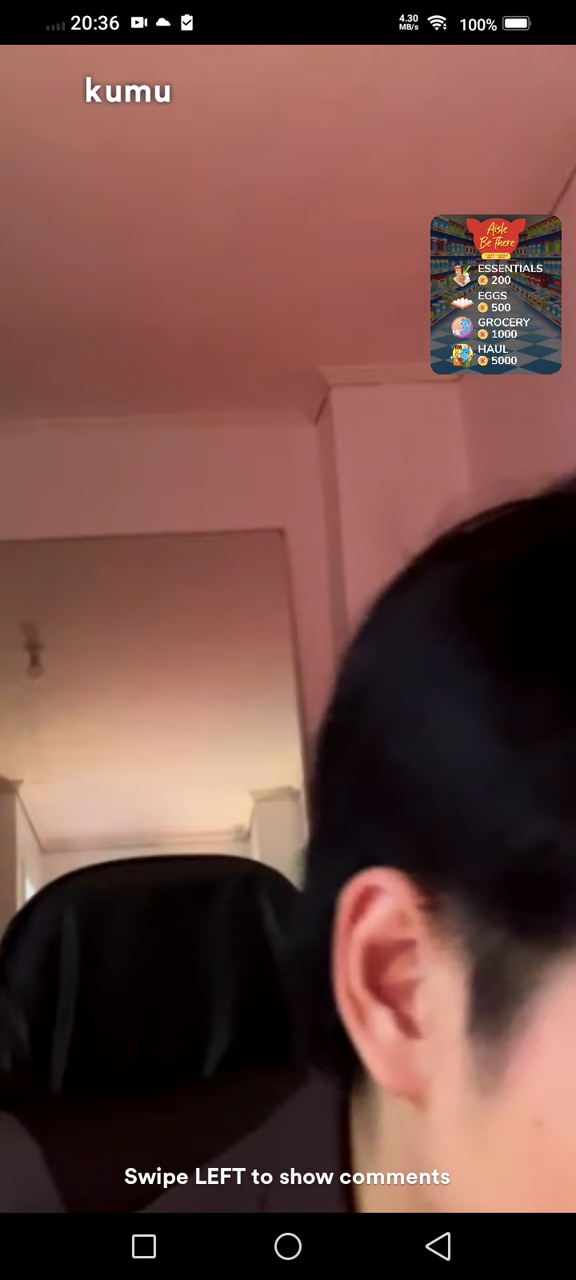 20:36
4.30
MB/s
100%
kumu
Aisle
Be There
ESSENTIALS
200
EGGS
500
GROCERY
1000
HAUL
5000
Swipe LEFT to show comments